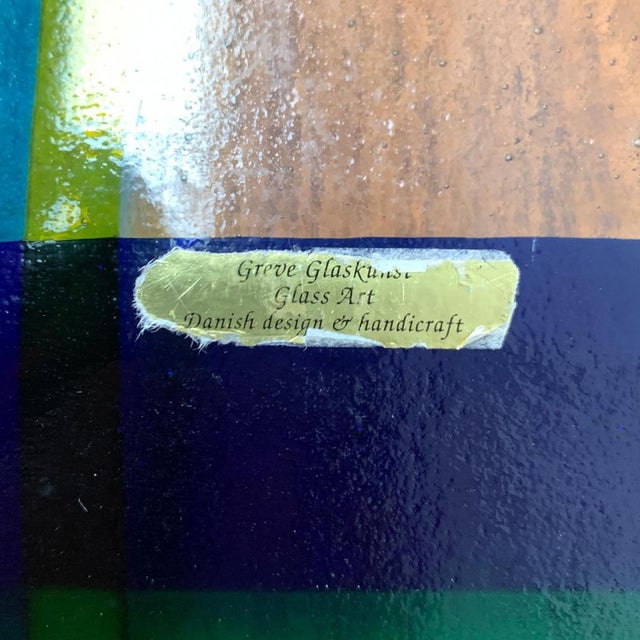 Greve Glaskunst
Glass Art
Danish design & handicraft